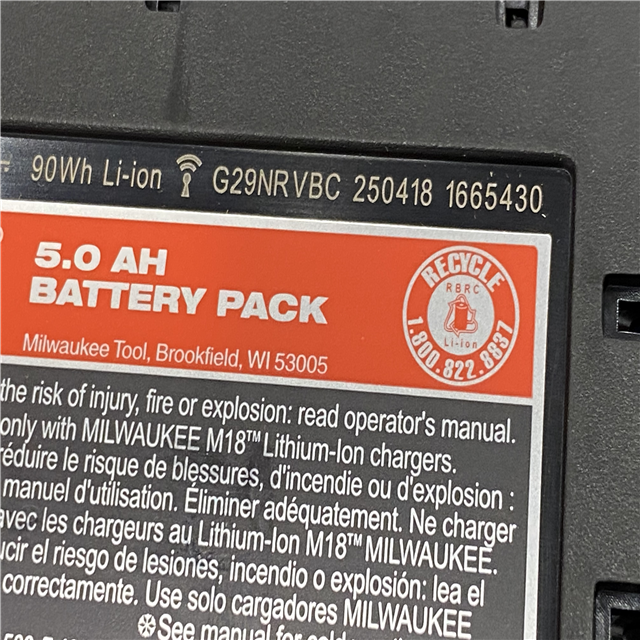 90Wh Li-ion G29NRVBC 250418 1665430
5.0 AH
BATTERY PACK
Milwaukee Tool, Brookfield, WI 53005
RECYCLE
RBRC
Li-ion
1.800.822.8837
the risk of injury, fire or explosion: read operator's manual.
only with MILWAUKEE M18™ Lithium-Ion chargers.
réduire le risque de blessures, d'incendie ou d'explosion :
manuel d'utilisation. Éliminer adéquatement. Ne charger
avec les chargeurs au Lithium-Ion M18™ MILWAUKEE.
ucir el riesgo de lesiones, incendio o explosión: lea el
correctamente. Use solo cargadores MILWAUKEE
See manual for cold